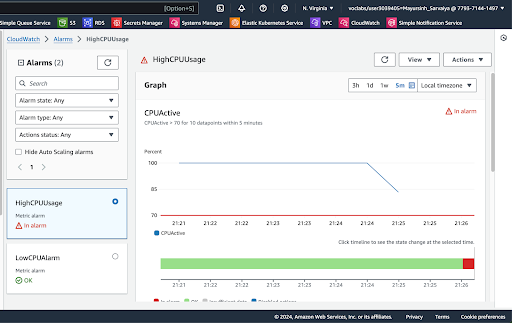 [Option+S]
N. Virginia
voclabs/user3039405=Mayursinh_Sarvaiya @ 7793-7144-1497
Simple Queue Service
S3
RDS
Secrets Manager
Systems Manager
Elastic Kubernetes Service
VPC
CloudWatch
Simple Notification Service
CloudWatch > Alarms > HighCPUUsage
Alarms (2)
Search
Alarm state: Any
Alarm type: Any
Actions status: Any
Hide Auto Scaling alarms
< 1 >
HighCPUUsage
Metric alarm
In alarm
LowCPUAlarm
Metric alarm
OK
HighCPUUsage
View
Actions
Graph
3h 1d 1w 5m
Local timezone
CPUActive
In alarm
CPUActive > 70 for 10 datapoints within 5 minutes
Percent
100
85
70
21:21 21:22 21:22 21:23 21:23 21:24 21:24 21:25 21:25 21:26
CPUActive
Click timeline to see the state change at the selected time.
21:21 21:22 21:22 21:23 21:23 21:24 21:24 21:25 21:25 21:26
In alarm OK Insufficient data Disabled actions
© 2024, Amazon Web Services, Inc. or its affiliates.
Privacy
Terms
Cookie preferences